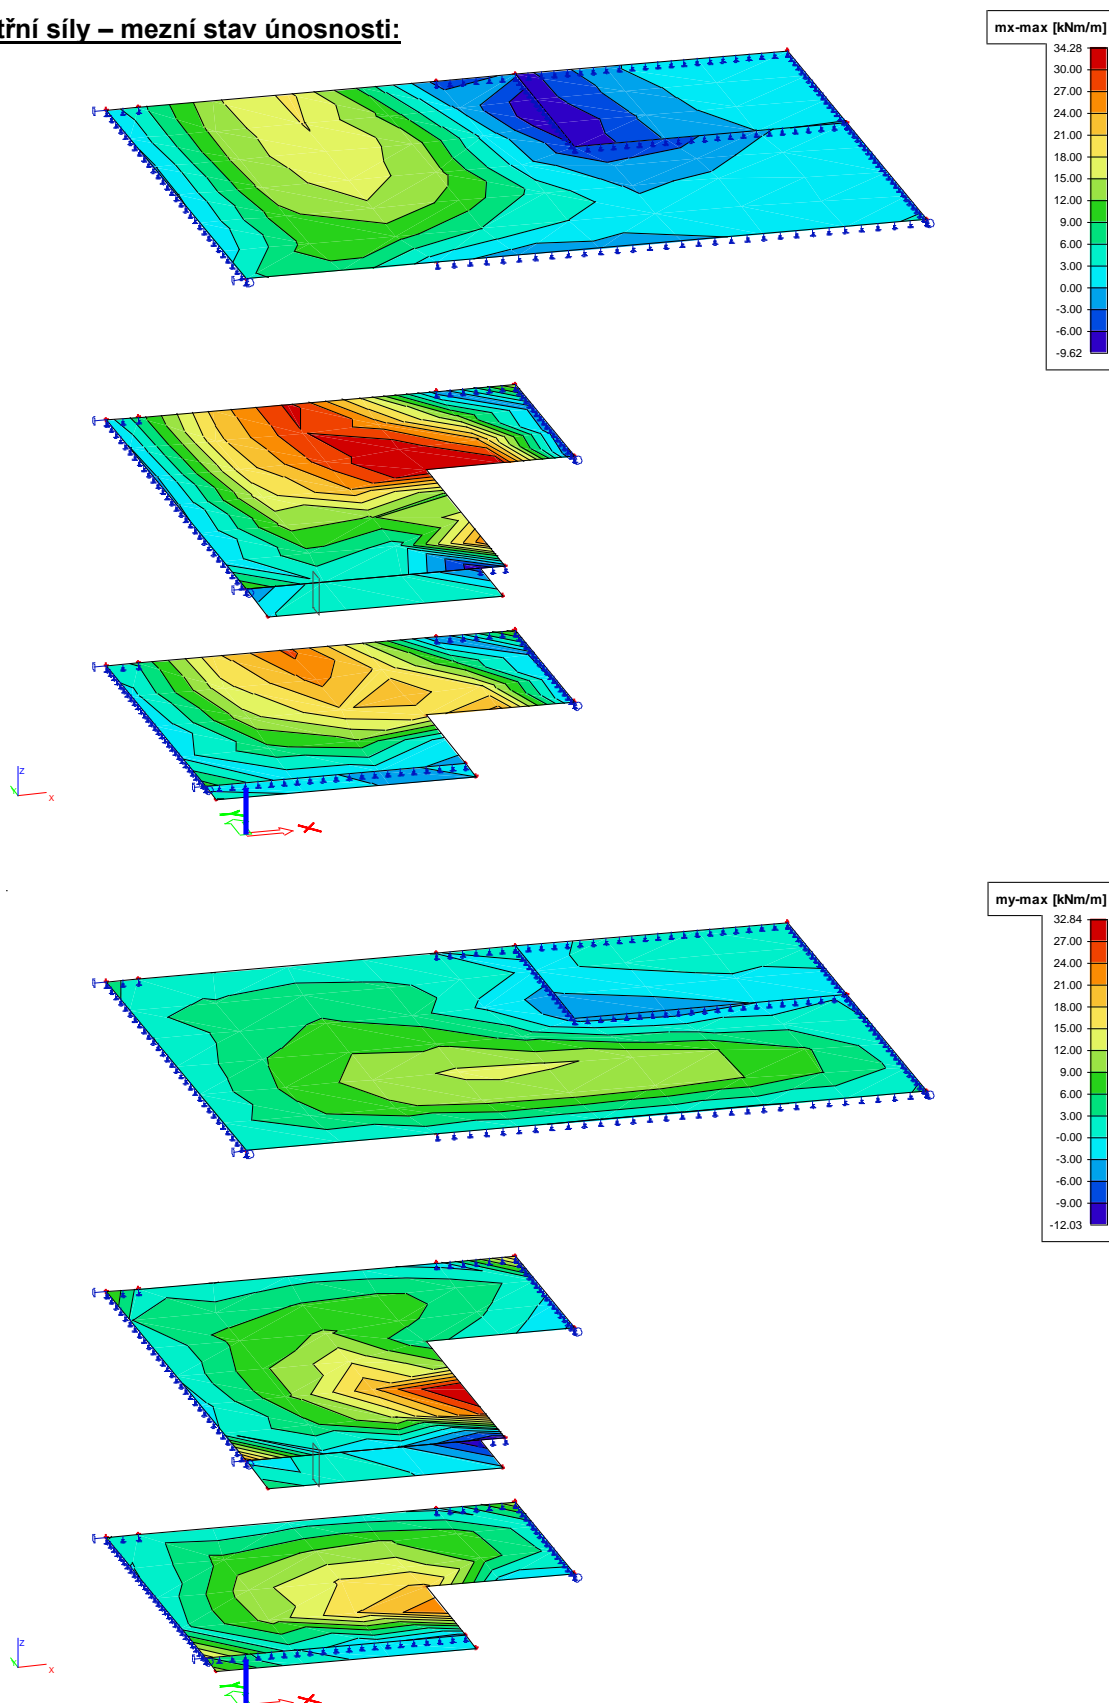 třní síly – mezní stav únosnosti:
mx-max [kNm/m]
34.28
30.00
27.00
24.00
21.00
18.00
15.00
12.00
9.00
6.00
3.00
0.00
-3.00
-6.00
-9.62
z
Y
x
Y
X
my-max [kNm/m]
32.84
27.00
24.00
21.00
18.00
15.00
12.00
9.00
6.00
3.00
-0.00
-3.00
-6.00
-9.00
-12.03
z
Y
x
Y
X